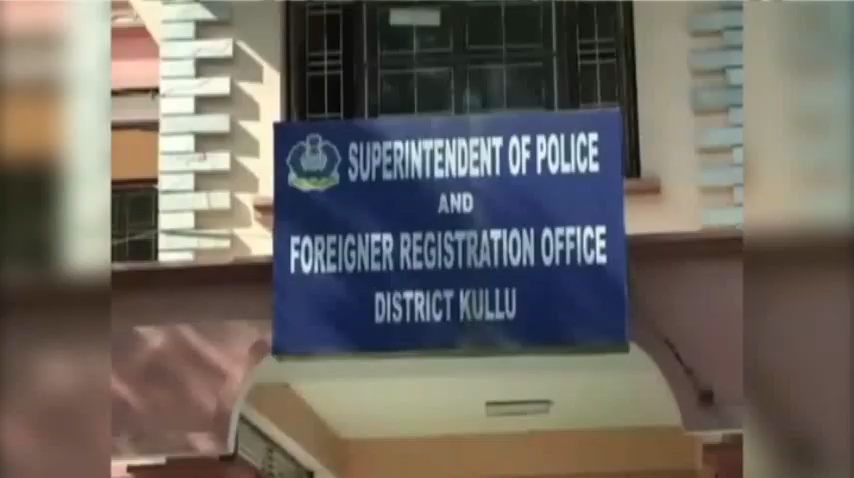 SUPERINTENDENT OF POLICE
AND
FOREIGNER REGISTRATION OFFICE
DISTRICT KULLU